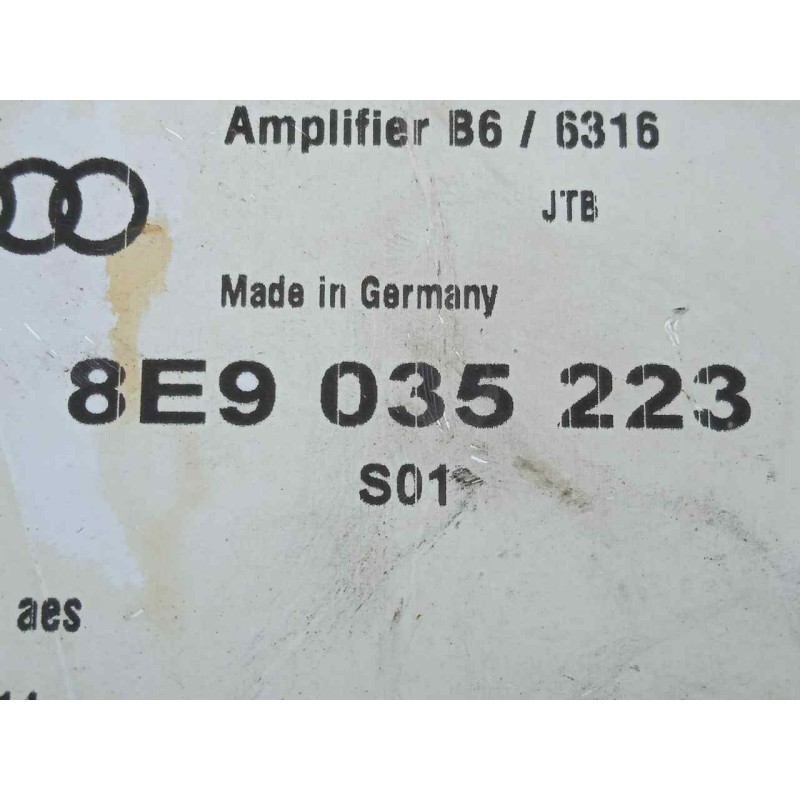 Amplifier B6 / 6316
JTB
Made in Germany
8E9 035 223
S01
aes